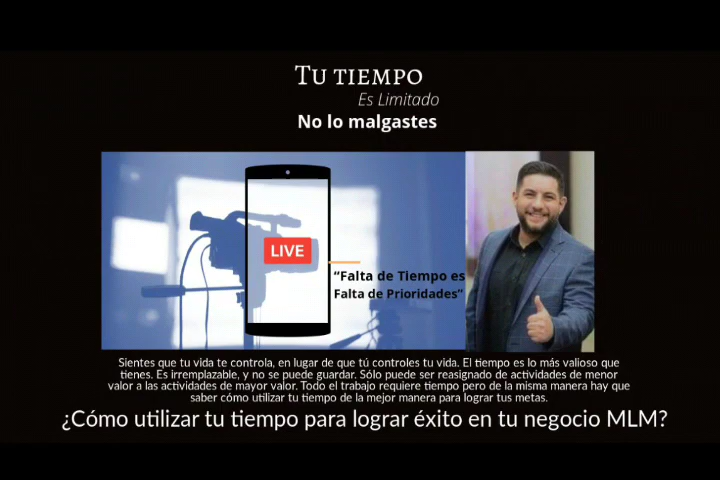 TU TIEMPO
Es Limitado
No lo malgastes
LIVE
“Falta de Tiempo es
Falta de Prioridades”
Sientes que tu vida te controla, en lugar de que tú controles tu vida. El tiempo es lo más valioso que
tienes. Es irremplazable, y no se puede guardar. Sólo puede ser reasignado de actividades de menor
valor a las actividades de mayor valor. Todo el trabajo requiere tiempo pero de la misma manera hay que
saber cómo utilizar tu tiempo de la mejor manera para lograr tus metas.
¿Cómo utilizar tu tiempo para lograr éxito en tu negocio MLM?